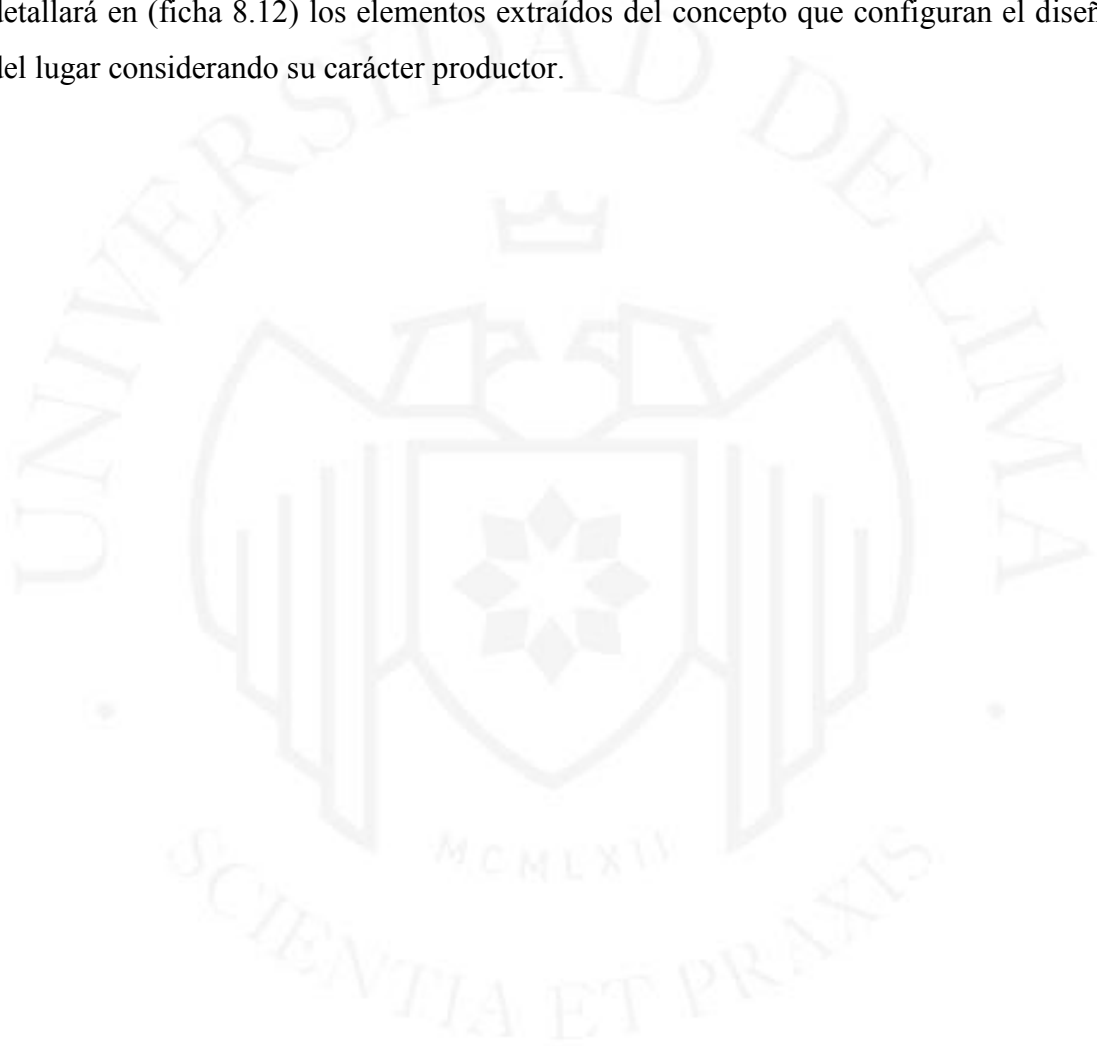 detallará en (ficha 8.12) los elementos extraídos del concepto que configuran el diseñ
del lugar considerando su carácter productor.
UNIVERSIDAD DE LIMA
MCMLXII
SCIENTIA ET PRAXIS